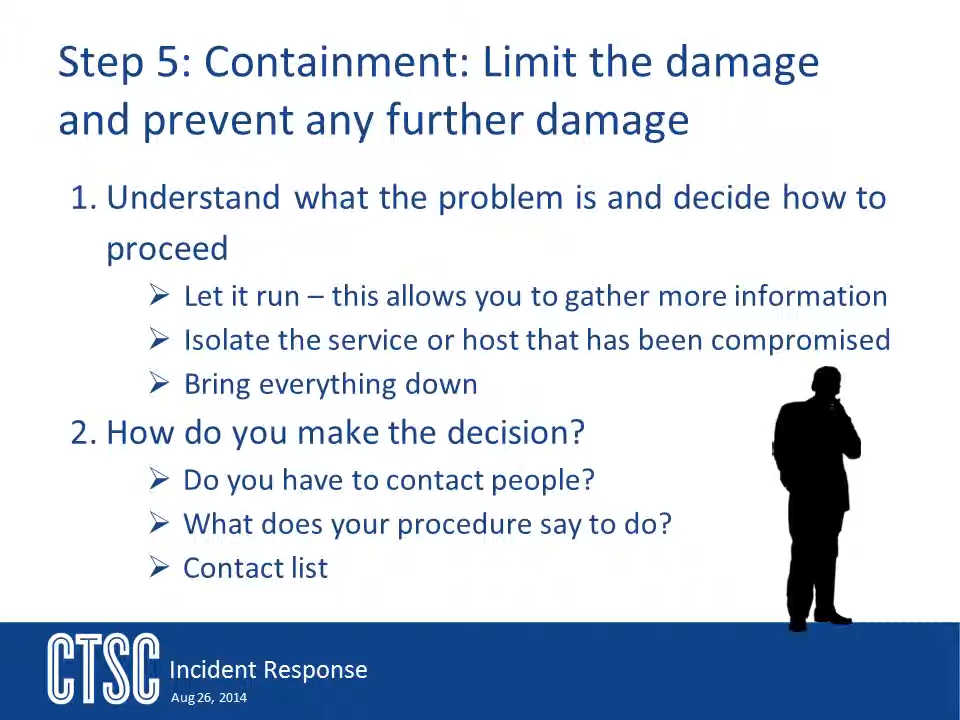 Step 5: Containment: Limit the damage
and prevent any further damage
1. Understand what the problem is and decide how to
proceed
➢ Let it run – this allows you to gather more information
➢ Isolate the service or host that has been compromised
➢ Bring everything down
2. How do you make the decision?
➢ Do you have to contact people?
➢ What does your procedure say to do?
➢ Contact list
CTSC
Incident Response
Aug 26, 2014